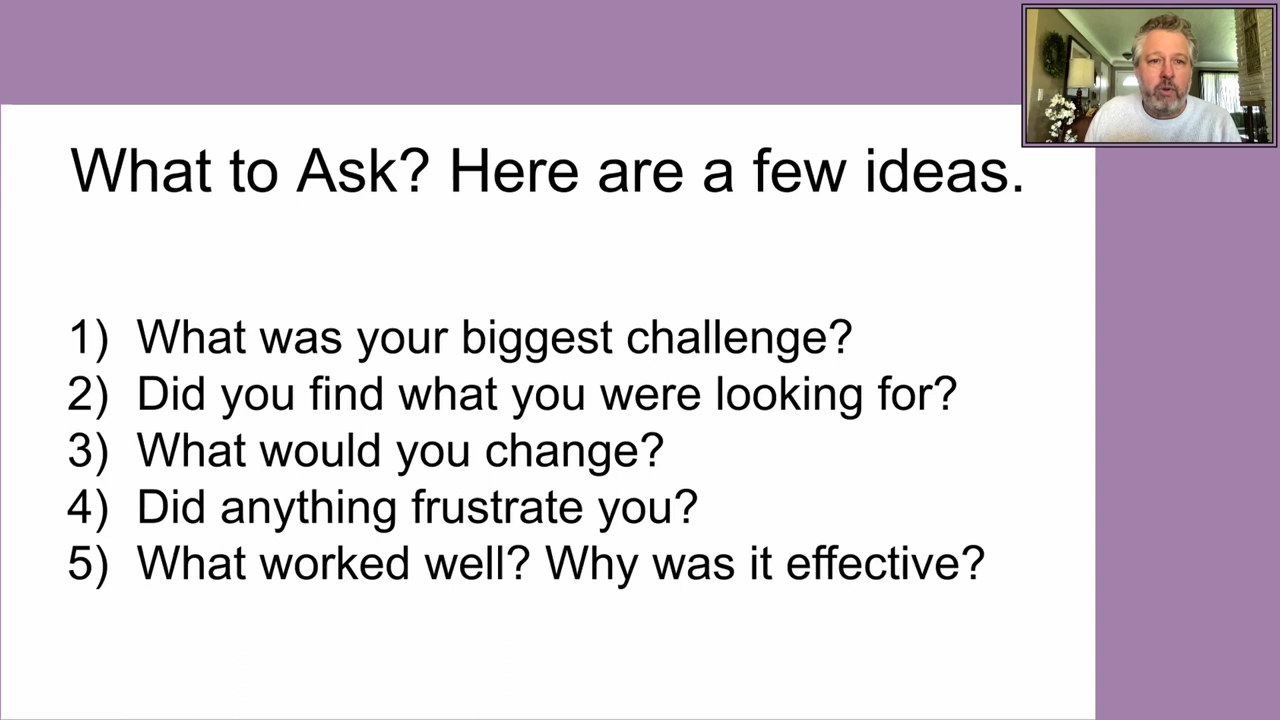 What to Ask? Here are a few ideas.
1) What was your biggest challenge?
2) Did you find what you were looking for?
3) What would you change?
4) Did anything frustrate you?
5) What worked well? Why was it effective?